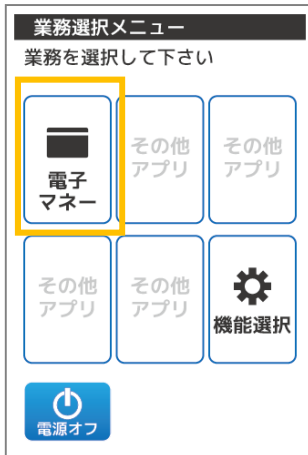 業務選択メニュー
業務を選択して下さい
電子
マネー
その他
アプリ
その他
アプリ
その他
アプリ
その他
アプリ
機能選択
電源オフ